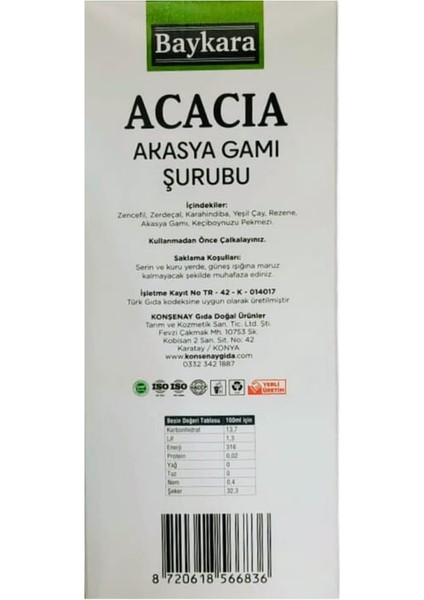 Baykara
ACACIA
AKASYA GAMI
ŞURUBU
İçindekiler:
Zencefil, Zerdeçal, Karahindiba, Yeşil Çay, Rezene,
Akasya Gamı, Keçiboynuzu Pekmezi.
Kullanmadan Önce Çalkalayınız.
Saklama Koşulları:
Serin ve kuru yerde, güneş ışığına maruz
kalmayacak şekilde muhafaza ediniz.
İşletme Kayıt No TR - 42 - K - 014017
Türk Gıda kodeksine uygun olarak üretilmiştir
KONŞENAY Gıda Doğal Ürünler
Tarım ve Kozmetik San. Tic. Ltd. Şti.
Fevzi Çakmak Mh. 10753 Sk.
Kobisan 2 San. Sit. No: 42
Karatay / KONYA
www.konsenaygida.com
0332 342 1887
ISO ISO HACCP YERLİ ÜRETİM
Besin Değeri Tablosu 100ml için
Karbonhidrat 13,7
Lif 1,3
Enerji 316
Protein 0,02
Yağ 0
Tuz 0
Nem 0,4
Şeker 32,3
8 720618 566836